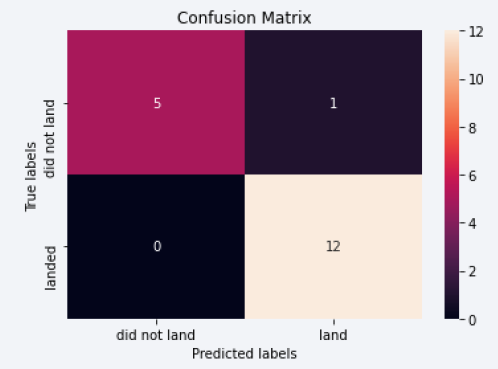 Confusion Matrix
True labels
did not land
landed
5
1
0
12
did not land
land
Predicted labels
12
10
8
6
4
2
0